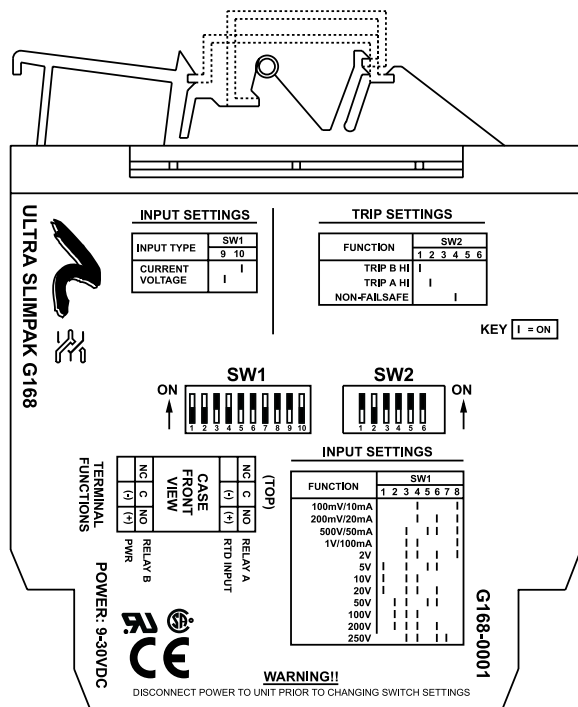 ULTRA SLIMPAK G168
INPUT SETTINGS
INPUT TYPE SW1
9 10
CURRENT I
VOLTAGE I
TRIP SETTINGS
FUNCTION SW2
1 2 3 4 5 6
TRIP B HI I
TRIP A HI I
NON-FAILSAFE I
KEY I = ON
ON
SW1
1 2 3 4 5 6 7 8 9 10
SW2
1 2 3 4 5 6
ON
TERMINAL FUNCTIONS
NC C NO
(-) (+)
CASE FRONT VIEW
NC C NO
(-) (+)
(TOP)
PWR
RELAY B
RTD INPUT
RELAY A
INPUT SETTINGS
FUNCTION SW1
1 2 3 4 5 6 7 8
100mV/10mA I I
200mV/20mA I I I
500V/50mA I I I I
1V/100mA I I I
2V I I I
5V I I I
10V I I I
20V I I I I
50V I I I I
100V I I I
200V I I I
250V I I I I
POWER: 9-30VDC
UR
SA
CE
G168-0001
WARNING!!
DISCONNECT POWER TO UNIT PRIOR TO CHANGING SWITCH SETTINGS